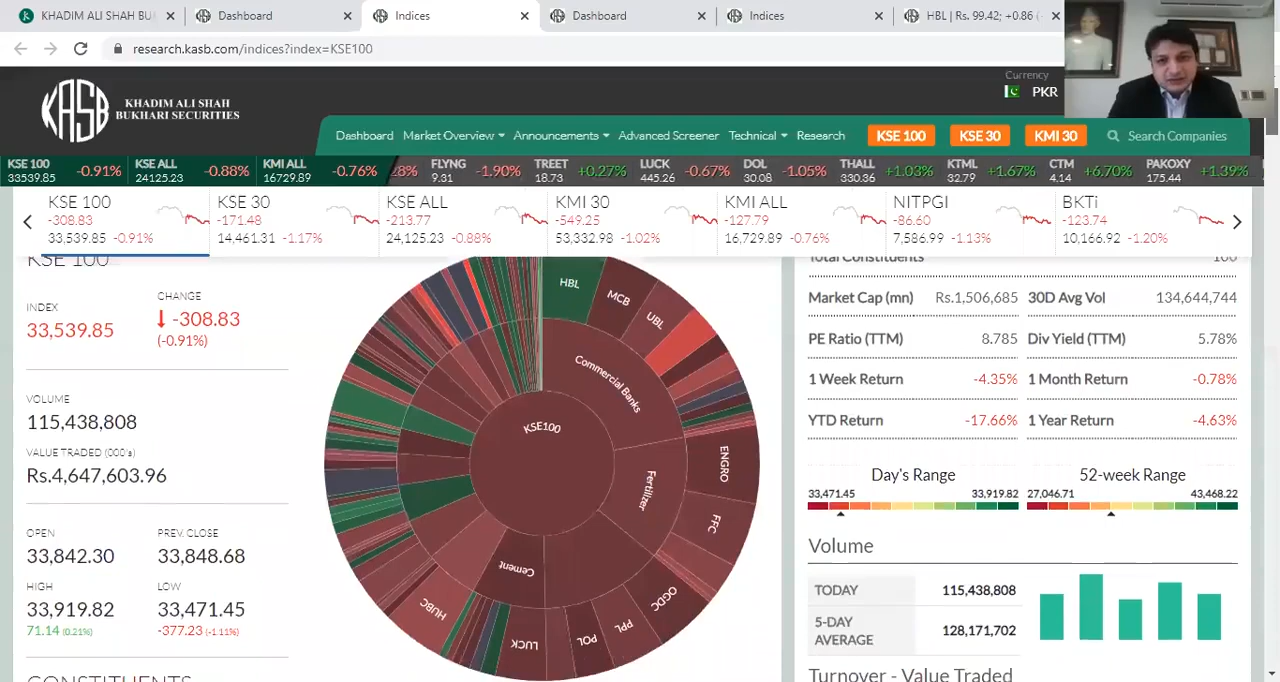 KHADIM ALI SHAH BU
Dashboard
Indices
Dashboard
Indices
HBL | Rs. 99.42; +0.86 (
research.kasb.com/indices?index=KSE100
KASB
KHADIM ALI SHAH
BUKHARI SECURITIES
Currency
PKR
Dashboard Market Overview Announcements Advanced Screener Technical Research KSE 100 KSE 30 KMI 30 Search Companies
KSE 100 33539.85 -0.91%
KSE ALL 24125.23 -0.88%
KMI ALL 16729.89 -0.76%
.8%
FLYNG 9.31 -1.90%
TREET 18.73 +0.27%
LUCK 445.26 -0.67%
DOL 30.08 -1.05%
THALL 330.36 +1.03%
KTML 32.79 +1.67%
CTM 4.14 +6.70%
PAKOXY 175.44 +1.39%
KSE 100
-308.83
33,539.85 -0.91%
KSE 30
-171.48
14,461.31 -1.17%
KSE ALL
-213.77
24,125.23 -0.88%
KMI 30
-549.25
53,332.98 -1.02%
KMI ALL
-127.79
16,729.89 -0.76%
NITPGI
-86.60
7,586.99 -1.13%
BKTi
-123.74
10,166.92 -1.20%
KSE 100
INDEX
33,539.85
CHANGE
-308.83
(-0.91%)
VOLUME
115,438,808
VALUE TRADED (000's)
Rs.4,647,603.96
OPEN
33,842.30
PREV. CLOSE
33,848.68
HIGH
33,919.82
71.14 (0.21%)
LOW
33,471.45
-377.23 (-1.11%)
CONSTITUENTS
HBL
MCB
UBL
Commercial Banks
KSE100
ENGRO
Fertilizer
FFC
OGDC
PPL
POL
LUCK
Cement
HUBC
Total Constituents 100
Market Cap (mn) Rs.1,506,685 30D Avg Vol 134,644,744
PE Ratio (TTM) 8.785 Div Yield (TTM) 5.78%
1 Week Return -4.35% 1 Month Return -0.78%
YTD Return -17.66% 1 Year Return -4.63%
Day's Range
33,471.45 33,919.82
52-week Range
27,046.71 43,468.22
Volume
TODAY 115,438,808
5-DAY
AVERAGE 128,171,702
Turnover - Value Traded